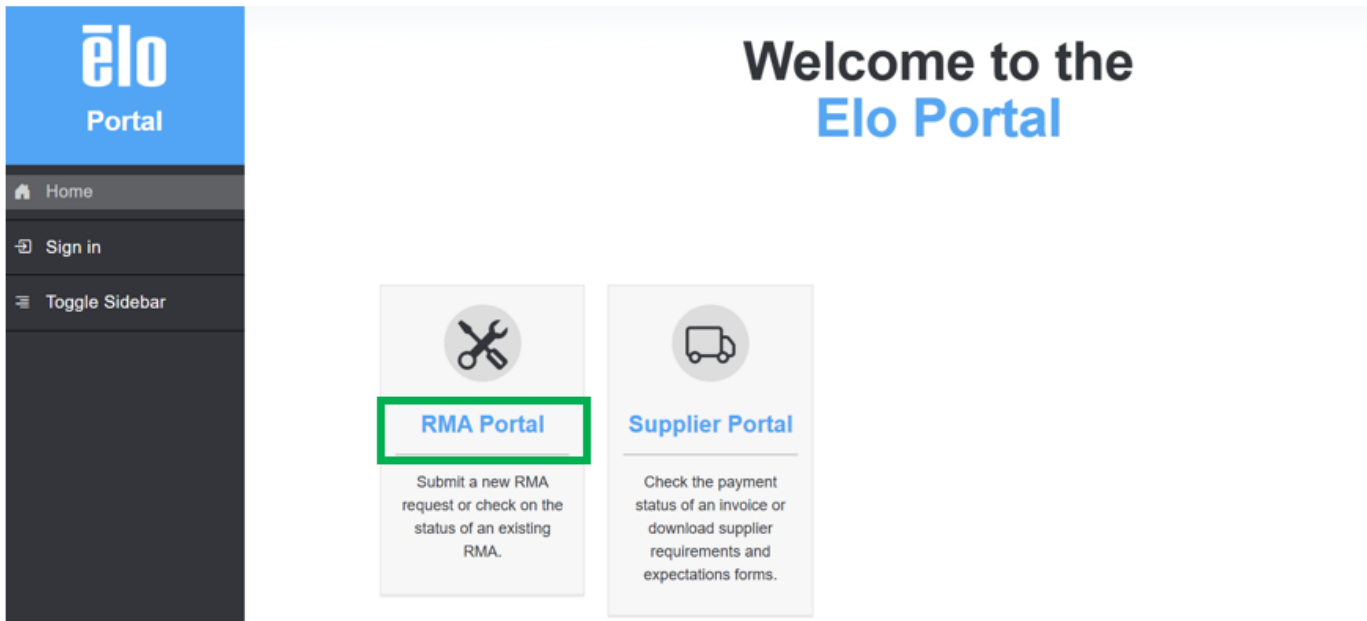 ēlo
Portal
Home
Sign in
Toggle Sidebar
Welcome to the
Elo Portal
RMA Portal
Submit a new RMA
request or check on the
status of an existing
RMA.
Supplier Portal
Check the payment
status of an invoice or
download supplier
requirements and
expectations forms.